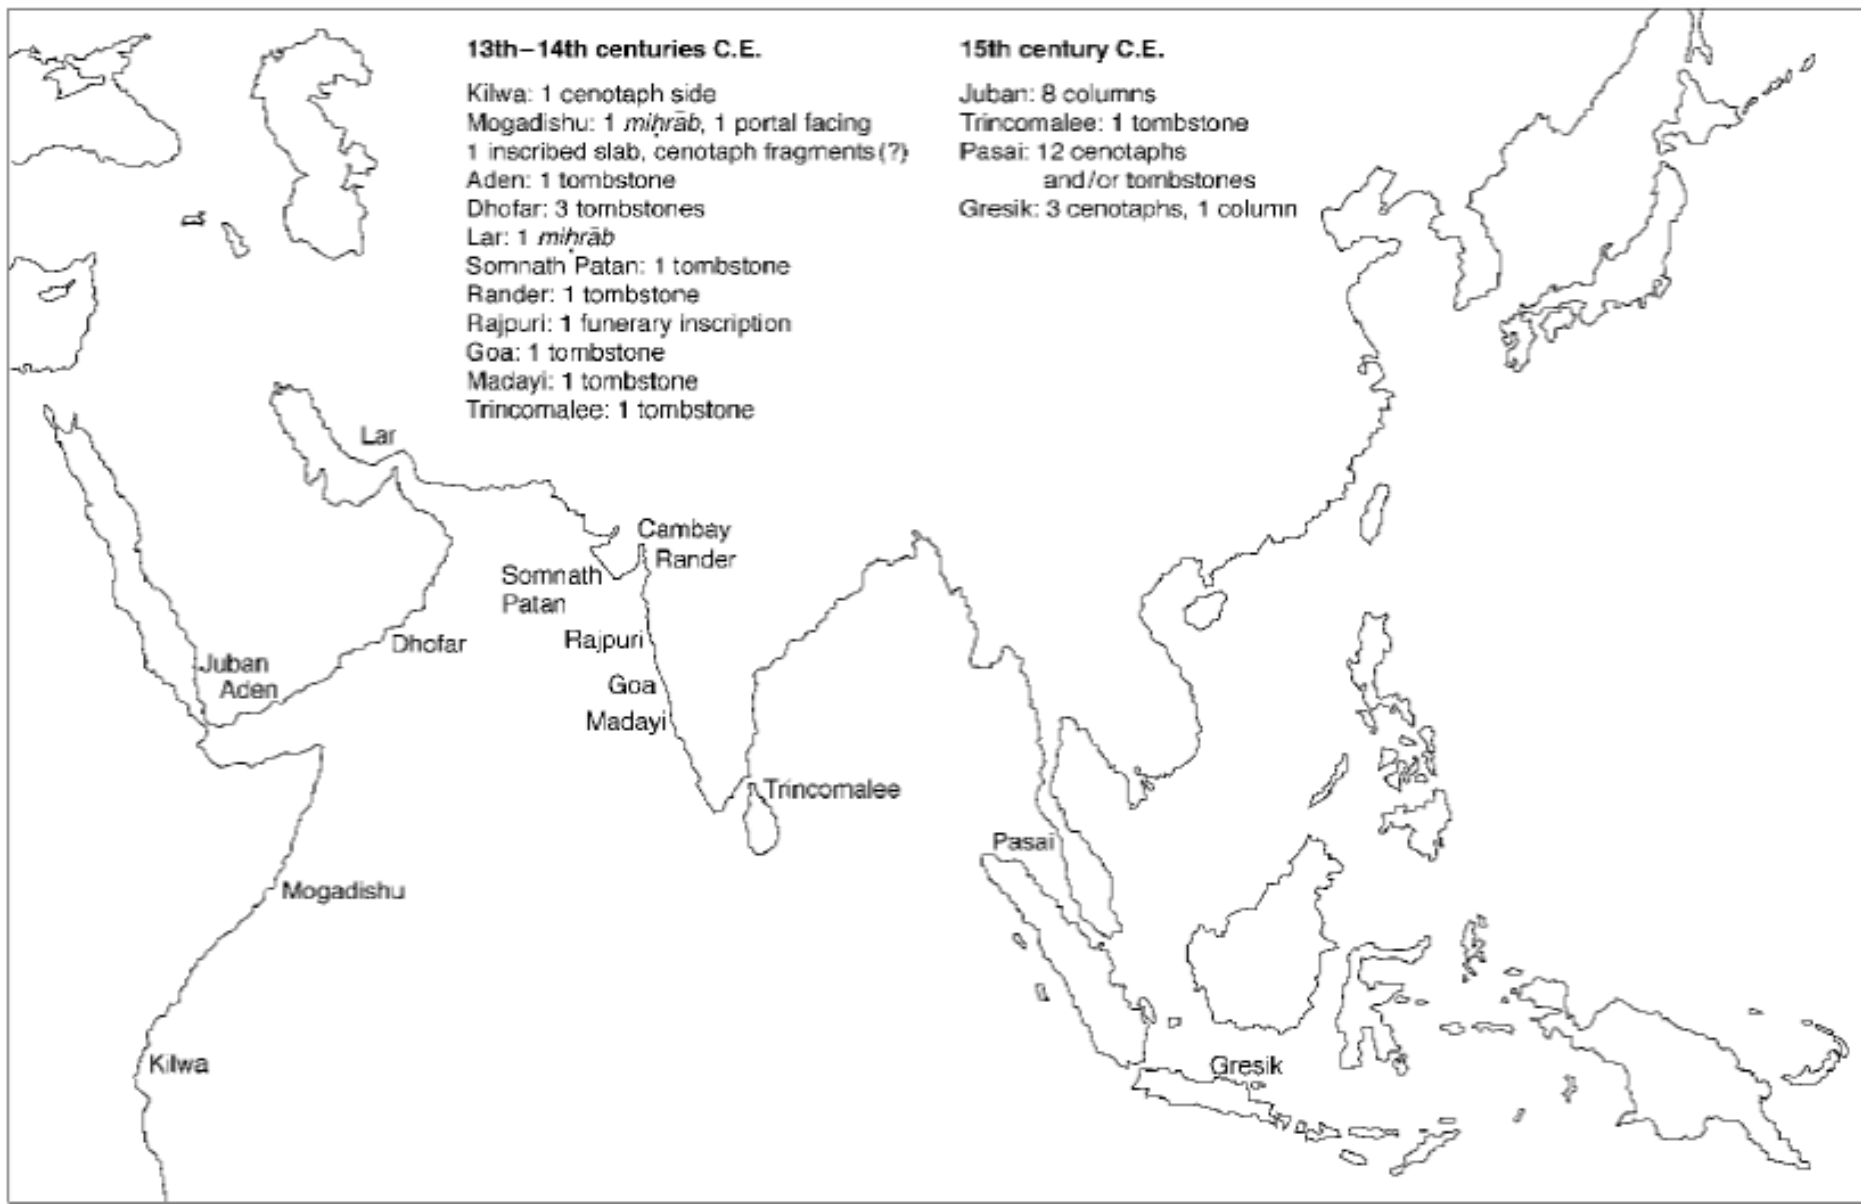 13th–14th centuries C.E.
Kilwa: 1 cenotaph side
Mogadishu: 1 miḥrāb, 1 portal facing
1 inscribed slab, cenotaph fragments (?)
Aden: 1 tombstone
Dhofar: 3 tombstones
Lar: 1 miḥrāb
Somnath Patan: 1 tombstone
Rander: 1 tombstone
Rajpuri: 1 funerary inscription
Goa: 1 tombstone
Madayi: 1 tombstone
Trincomalee: 1 tombstone
15th century C.E.
Juban: 8 columns
Trincomalee: 1 tombstone
Pasai: 12 cenotaphs
and/or tombstones
Gresik: 3 cenotaphs, 1 column
Lar
Cambay
Rander
Somnath
Patan
Rajpuri
Dhofar
Juban
Aden
Goa
Madayi
Trincomalee
Pasai
Mogadishu
Kilwa
Gresik